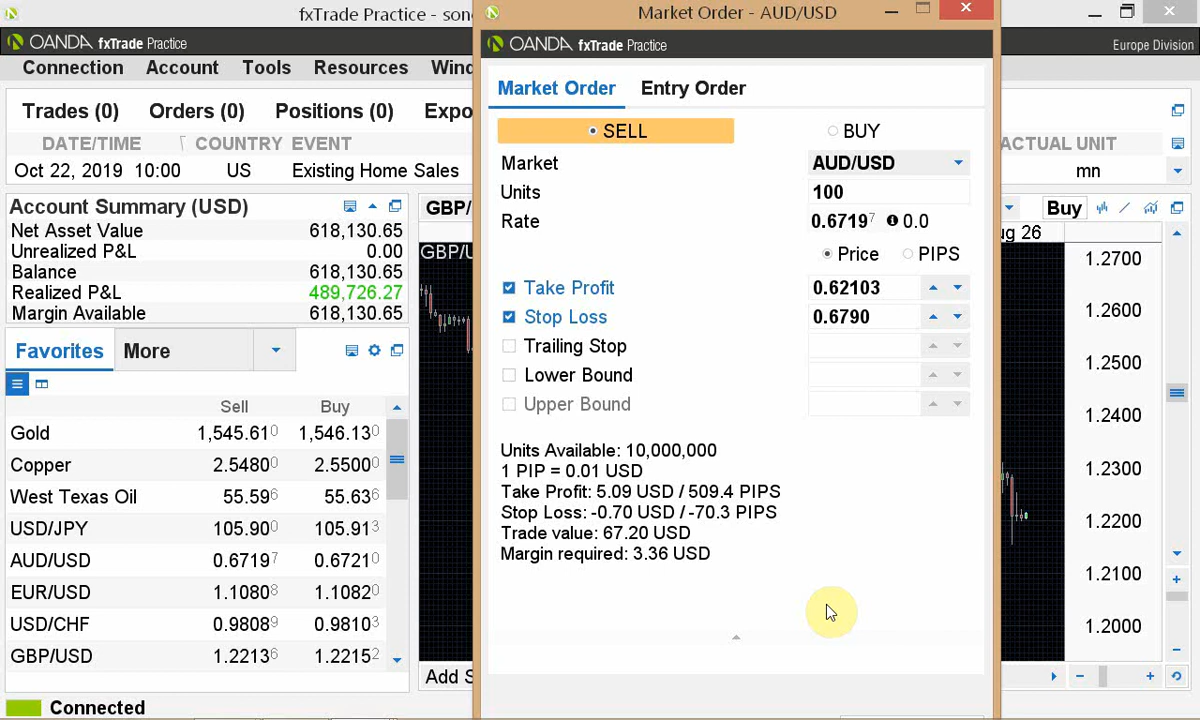 fxTrade Practice - son
OANDA fxTrade Practice
Europe Division
Connection Account Tools Resources Wind
Trades (0) Orders (0) Positions (0) Expo
DATE/TIME COUNTRY EVENT ACTUAL UNIT
Oct 22, 2019 10:00 US Existing Home Sales mn
Account Summary (USD)
Net Asset Value 618,130.65
Unrealized P&L 0.00
Balance 618,130.65
Realized P&L 489,726.27
Margin Available 618,130.65
Favorites More
Sell Buy
Gold 1,545.610 1,546.130
Copper 2.54800 2.55000
West Texas Oil 55.596 55.636
USD/JPY 105.900 105.913
AUD/USD 0.67197 0.67210
EUR/USD 1.10808 1.10820
USD/CHF 0.98089 0.98103
GBP/USD 1.22136 1.22152
Connected
GBP/
GBP/U
Add S
Market Order - AUD/USD
OANDA fxTrade Practice
Market Order Entry Order
SELL BUY
Market AUD/USD
Units 100
Rate 0.67197 0.0
Price PIPS
Take Profit 0.62103
Stop Loss 0.6790
Trailing Stop
Lower Bound
Upper Bound
Units Available: 10,000,000
1 PIP = 0.01 USD
Take Profit: 5.09 USD / 509.4 PIPS
Stop Loss: -0.70 USD / -70.3 PIPS
Trade value: 67.20 USD
Margin required: 3.36 USD
Buy
ug 26
1.2700
1.2600
1.2500
1.2400
1.2300
1.2200
1.2100
1.2000